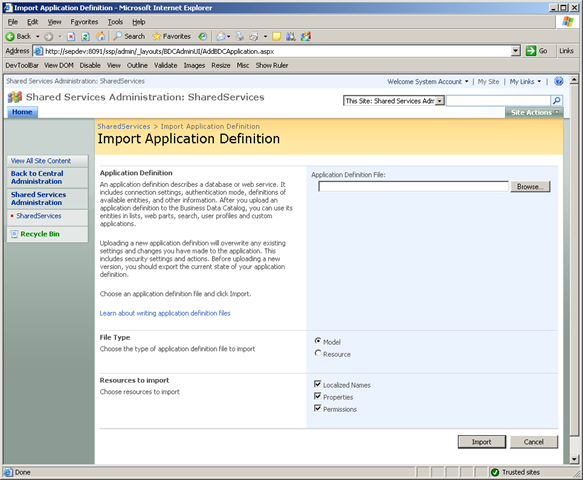 Import Application Definition - Microsoft Internet Explorer
File Edit View Favorites Tools Help
Back Search Favorites
Address http://sepdev:8091/ssp/admin/_layouts/BDCAdminUI/AddBDCApplication.aspx Go Links
DevToolBar View DOM Disable View Outline Validate Images Resize Misc Show Ruler
Shared Services Administration: SharedServices
Welcome System Account My Site My Links
Shared Services Administration: SharedServices
This Site: Shared Services Adm
Home
Site Actions
SharedServices > Import Application Definition
Import Application Definition
View All Site Content
Back to Central
Administration
Shared Services
Administration
SharedServices
Recycle Bin
Application Definition
An application definition describes a database or web service. It
includes connection settings, authentication mode, definitions of
available entities, and other information. After you upload an
application definition to the Business Data Catalog, you can use its
entities in lists, web parts, search, user profiles and custom
applications.
Uploading a new application definition will overwrite any existing
settings and changes you have made to the application. This
includes security settings and actions. Before uploading a new
version, you should export the current state of your application
definition.
Choose an application definition file and click Import.
Learn about writing application definition files
Application Definition File:
Browse...
File Type
Choose the type of application definition file to import
Model
Resource
Resources to import
Choose resources to import
Localized Names
Properties
Permissions
Import Cancel
Done
Trusted sites